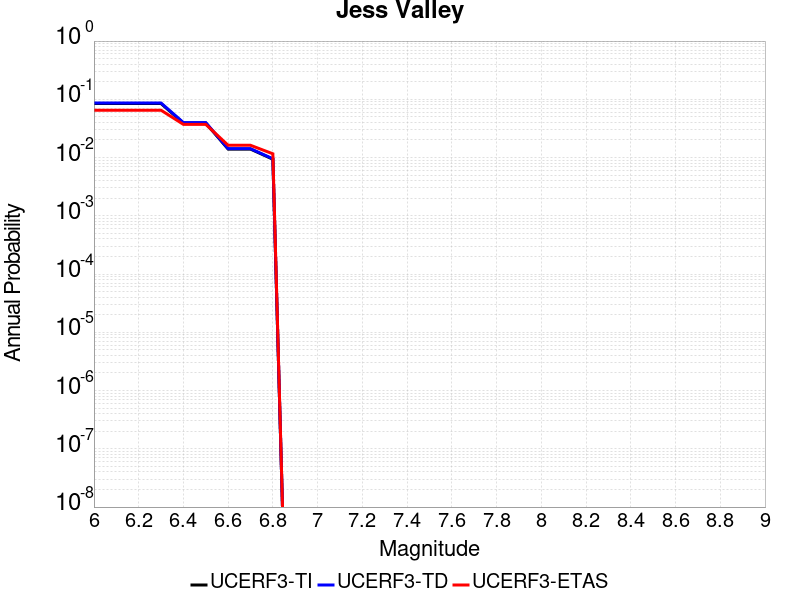 Jess Valley
10^0
10^-1
10^-2
10^-3
10^-4
10^-5
10^-6
10^-7
10^-8
Annual Probability
6 6.2 6.4 6.6 6.8 7 7.2 7.4 7.6 7.8 8 8.2 8.4 8.6 8.8 9
Magnitude
UCERF3-TI UCERF3-TD UCERF3-ETAS